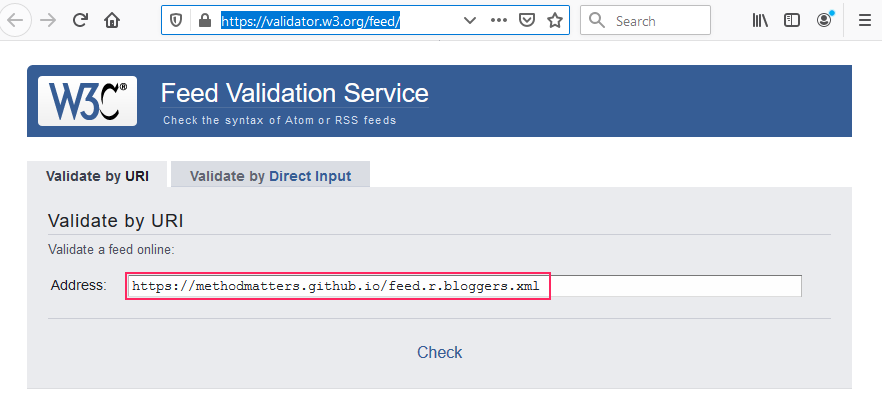 https://validator.w3.org/feed/
Search
W3C®
Feed Validation Service
Check the syntax of Atom or RSS feeds
Validate by URI
Validate by Direct Input
Validate by URI
Validate a feed online:
Address:
https://methodmatters.github.io/feed.r.bloggers.xml
Check